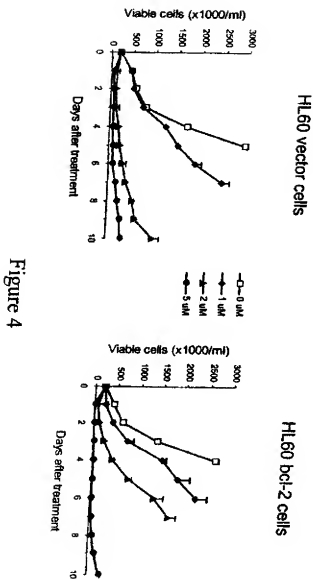 HL60 vector cells
Viable cells (x1000/ml)
0
500
1000
1500
2000
2500
3000
0
2
4
6
8
10
Days after treatment
0 uM
1 uM
2 uM
5 uM
HL60 bcl-2 cells
Viable cells (x1000/ml)
0
500
1000
1500
2000
2500
3000
0
2
4
6
8
10
Days after treatment
Figure 4